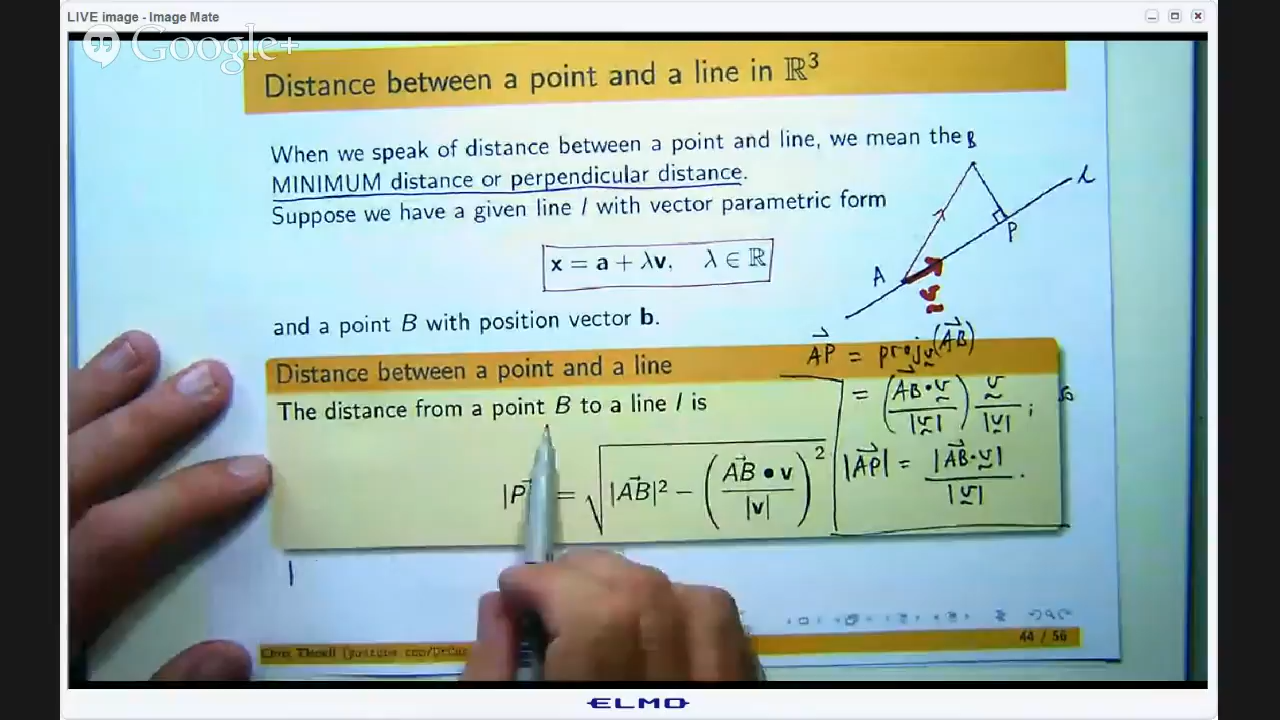 LIVE image - Image Mate
Google+
Distance between a point and a line in ℝ³
When we speak of distance between a point and line, we mean the
MINIMUM distance or perpendicular distance.
Suppose we have a given line l with vector parametric form
x = a + λv, λ ∈ ℝ
and a point B with position vector b.
B
l
P
A
v
AP⃗ = proj_v(AB⃗)
= (AB⃗·v / |v|) v / |v| ; so
|AP⃗| = |AB⃗·v| / |v| .
Distance between a point and a line
The distance from a point B to a line l is
|P = √(|AB⃗|² − (AB⃗ • v / |v|)²)
44 / 56
ELMO